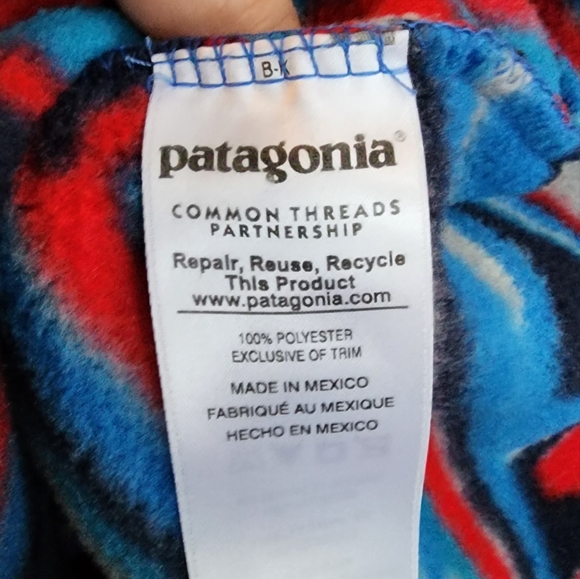 B-K
patagonia®
COMMON THREADS
PARTNERSHIP
Repair, Reuse, Recycle
This Product
www.patagonia.com
100% POLYESTER
EXCLUSIVE OF TRIM
MADE IN MEXICO
FABRIQUÉ AU MEXIQUE
HECHO EN MEXICO